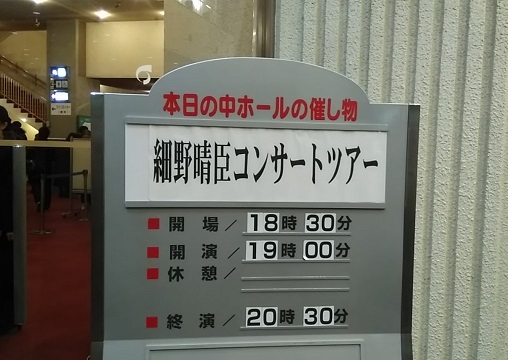 本日の中ホールの催し物
細野晴臣コンサートツアー
■ 開場／18時30分
■ 開演／19時00分
■ 休憩／
■ 終演／20時30分